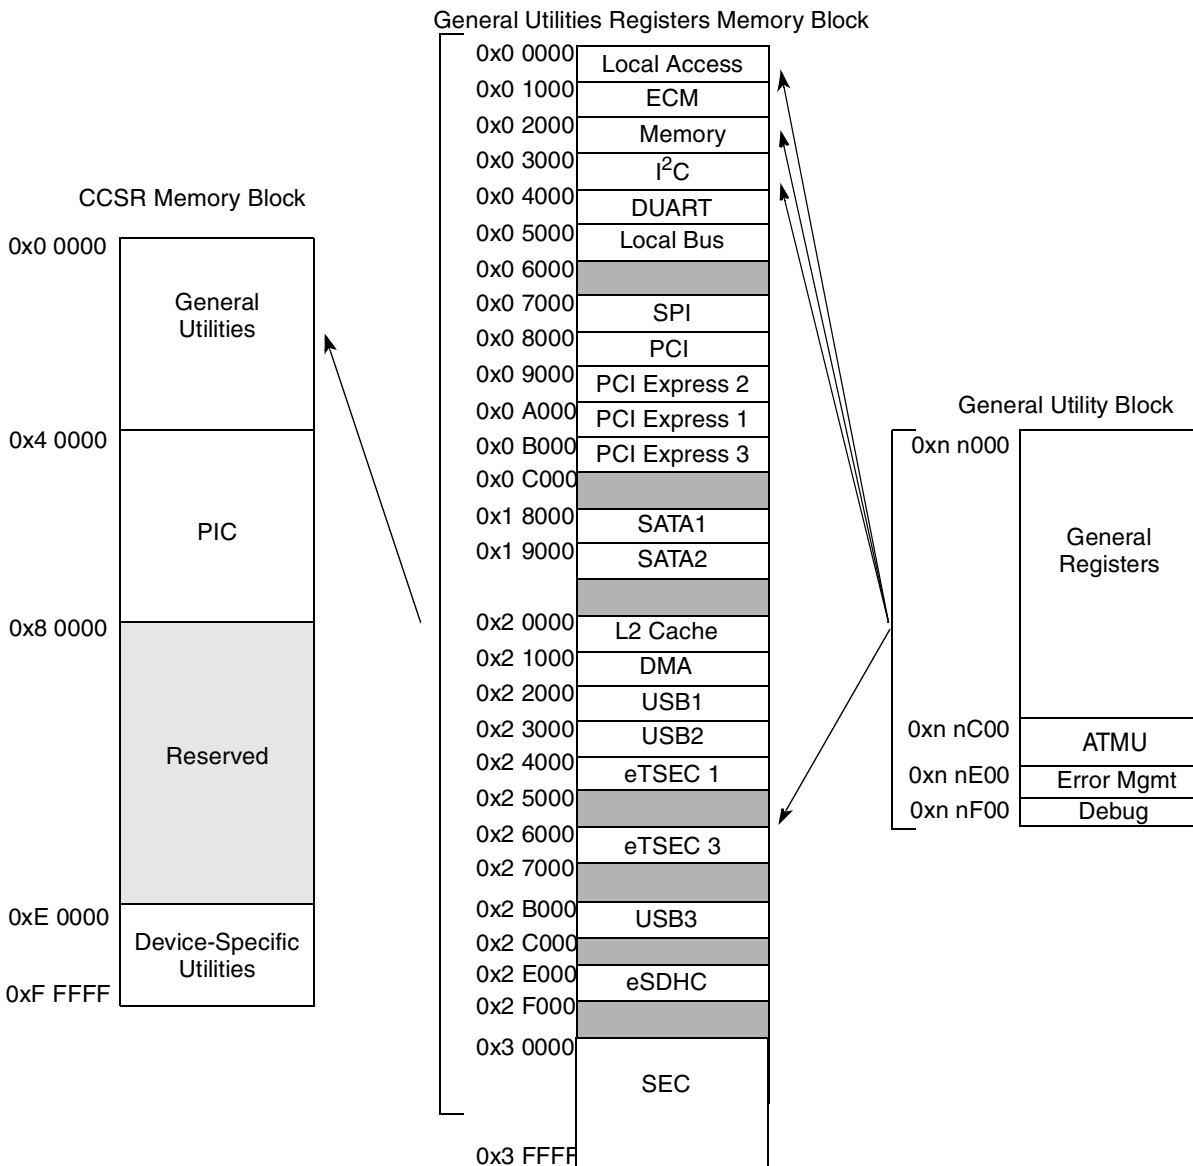 General Utilities Registers Memory Block
0x0 0000
Local Access
0x0 1000
ECM
0x0 2000
Memory
0x0 3000
I²C
0x0 4000
DUART
0x0 5000
Local Bus
0x0 6000
0x0 7000
SPI
0x0 8000
PCI
0x0 9000
PCI Express 2
0x0 A000
PCI Express 1
0x0 B000
PCI Express 3
0x0 C000
0x1 8000
SATA1
0x1 9000
SATA2
0x2 0000
L2 Cache
0x2 1000
DMA
0x2 2000
USB1
0x2 3000
USB2
0x2 4000
eTSEC 1
0x2 5000
0x2 6000
eTSEC 3
0x2 7000
0x2 B000
USB3
0x2 C000
0x2 E000
eSDHC
0x2 F000
0x3 0000
SEC
0x3 FFFF
CCSR Memory Block
0x0 0000
General
Utilities
0x4 0000
PIC
0x8 0000
Reserved
0xE 0000
Device-Specific
Utilities
0xF FFFF
General Utility Block
0xn n000
General
Registers
0xn nC00
ATMU
0xn nE00
Error Mgmt
0xn nF00
Debug